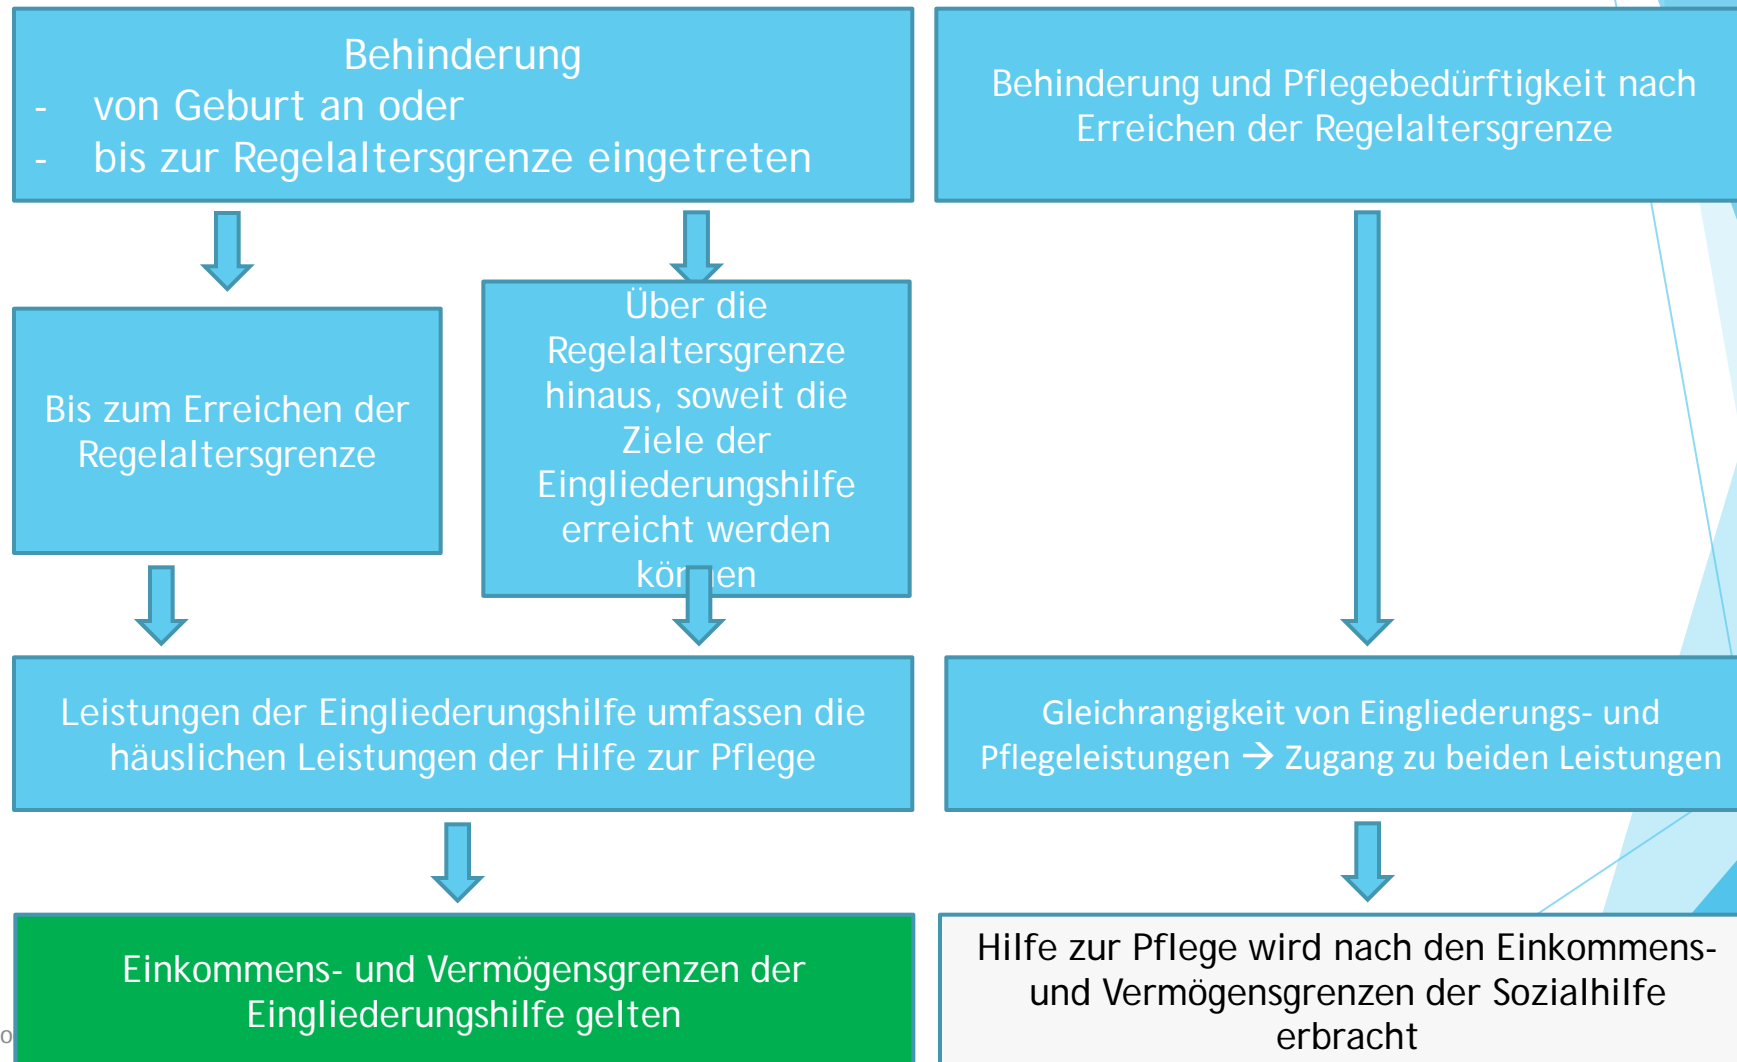 Behinderung
- von Geburt an oder
- bis zur Regelaltersgrenze eingetreten
Behinderung und Pflegebedürftigkeit nach
Erreichen der Regelaltersgrenze
Bis zum Erreichen der
Regelaltersgrenze
Über die
Regelaltersgrenze
hinaus, soweit die
Ziele der
Eingliederungshilfe
erreicht werden
können
Leistungen der Eingliederungshilfe umfassen die
häuslichen Leistungen der Hilfe zur Pflege
Gleichrangigkeit von Eingliederungs- und
Pflegeleistungen → Zugang zu beiden Leistungen
Einkommens- und Vermögensgrenzen der
Eingliederungshilfe gelten
Hilfe zur Pflege wird nach den Einkommens-
und Vermögensgrenzen der Sozialhilfe
erbracht